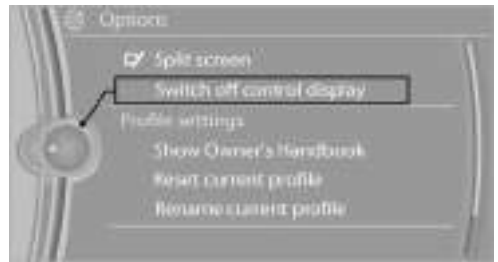 Options
Split screen
Switch off control display
Profile settings
Show Owner's Handbook
Reset current profile
Rename current profile